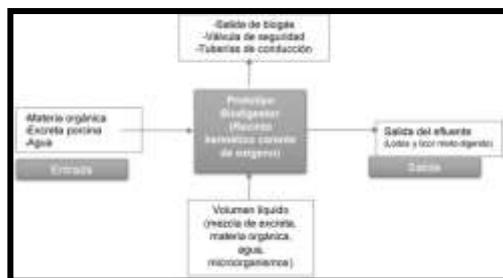 -Salida de biogás
-Válvula de seguridad
-Tuberías de conducción
-Materia orgánica
-Excreta porcina
-Agua
Entrada
Prototipo
Biodigestor
(Recinto
hermético carente
de oxígeno)
Salida del efluente
(Lodos y licor mixto digerido)
Salida
Volumen líquido
(mezcla de excreta,
materia orgánica,
agua,
microorganismos)